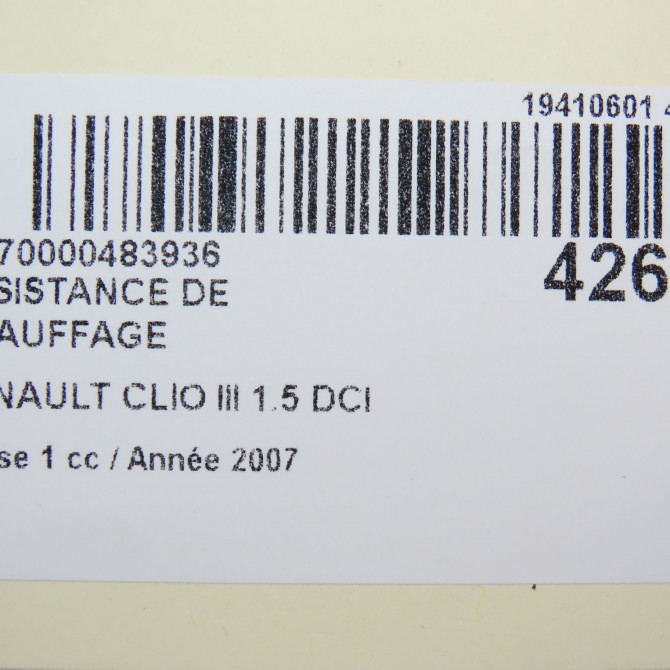 19410601 4
70000483936
426
SISTANCE DE
AUFFAGE
NAULT CLIO III 1.5 DCI
se 1 cc / Année 2007